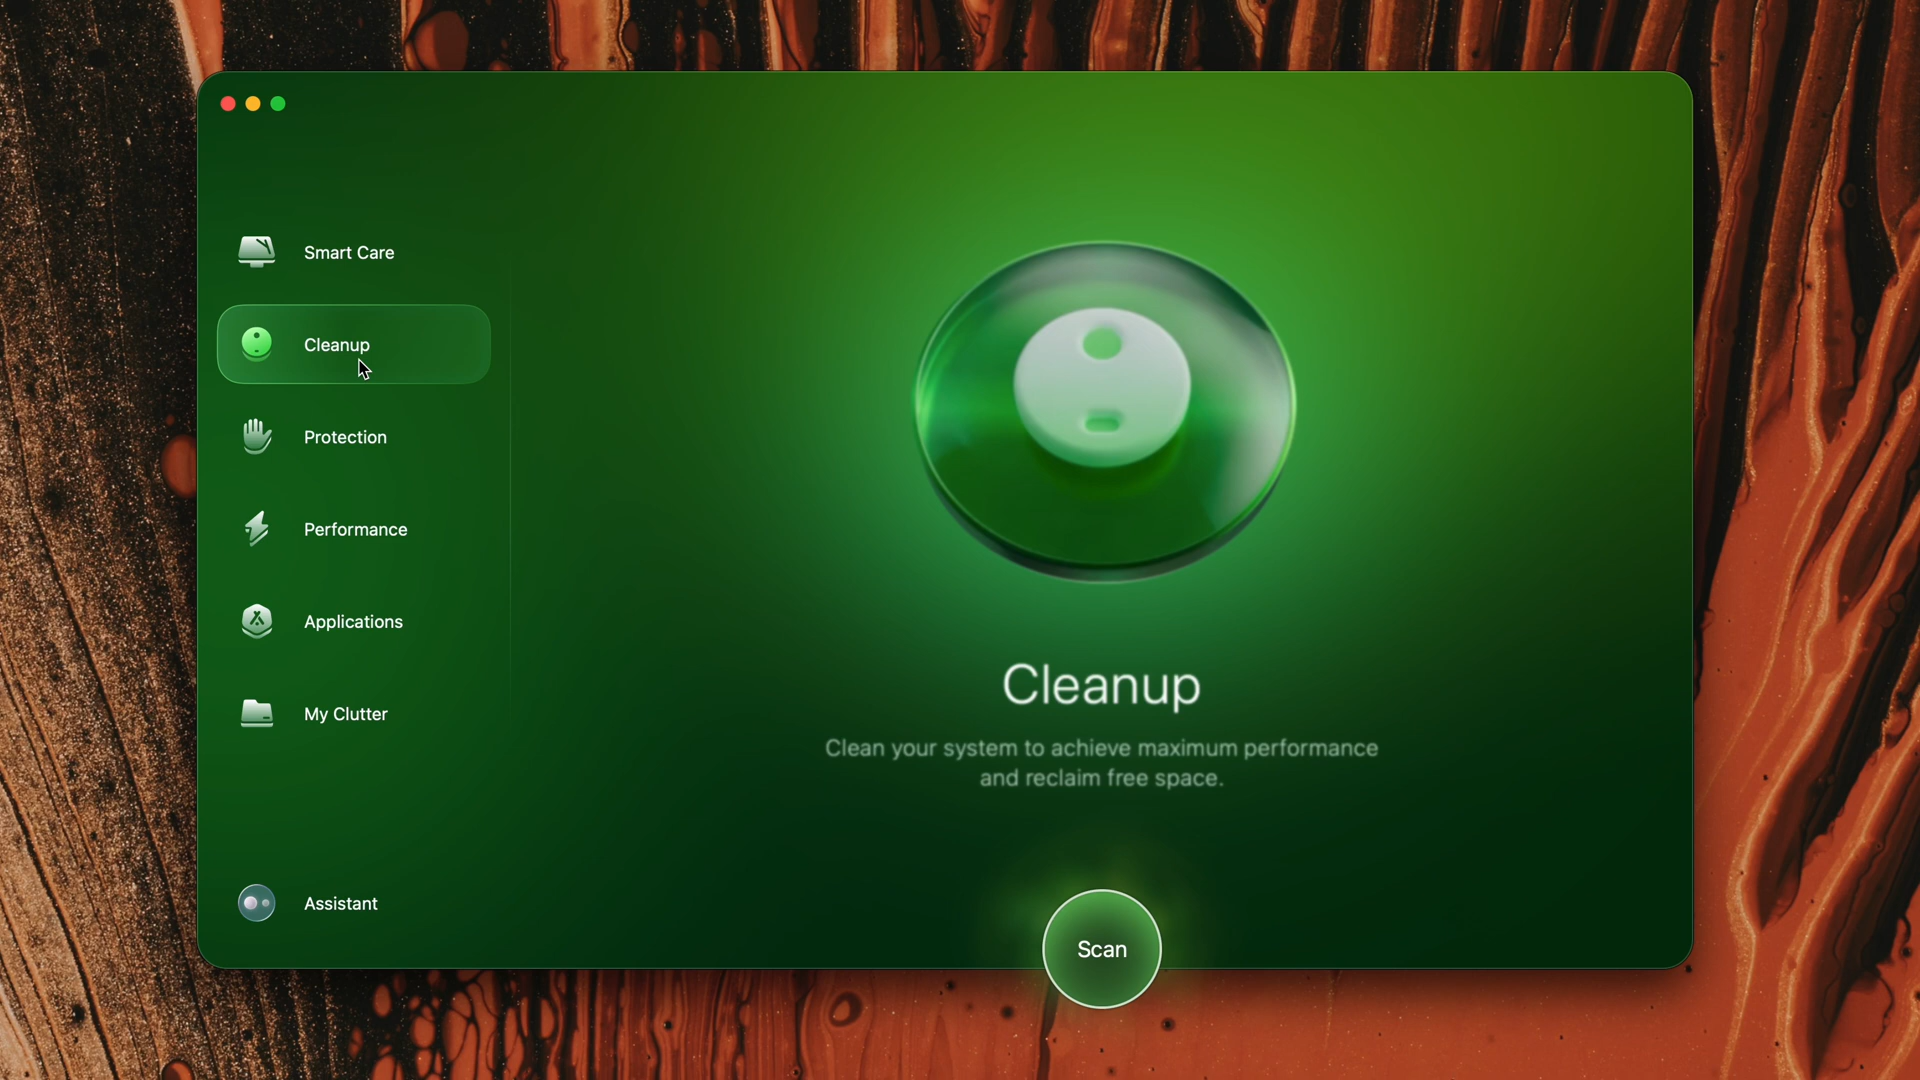 Smart Care
Cleanup
Protection
Performance
Applications
My Clutter
Assistant
Cleanup
Clean your system to achieve maximum performance
and reclaim free space.
Scan